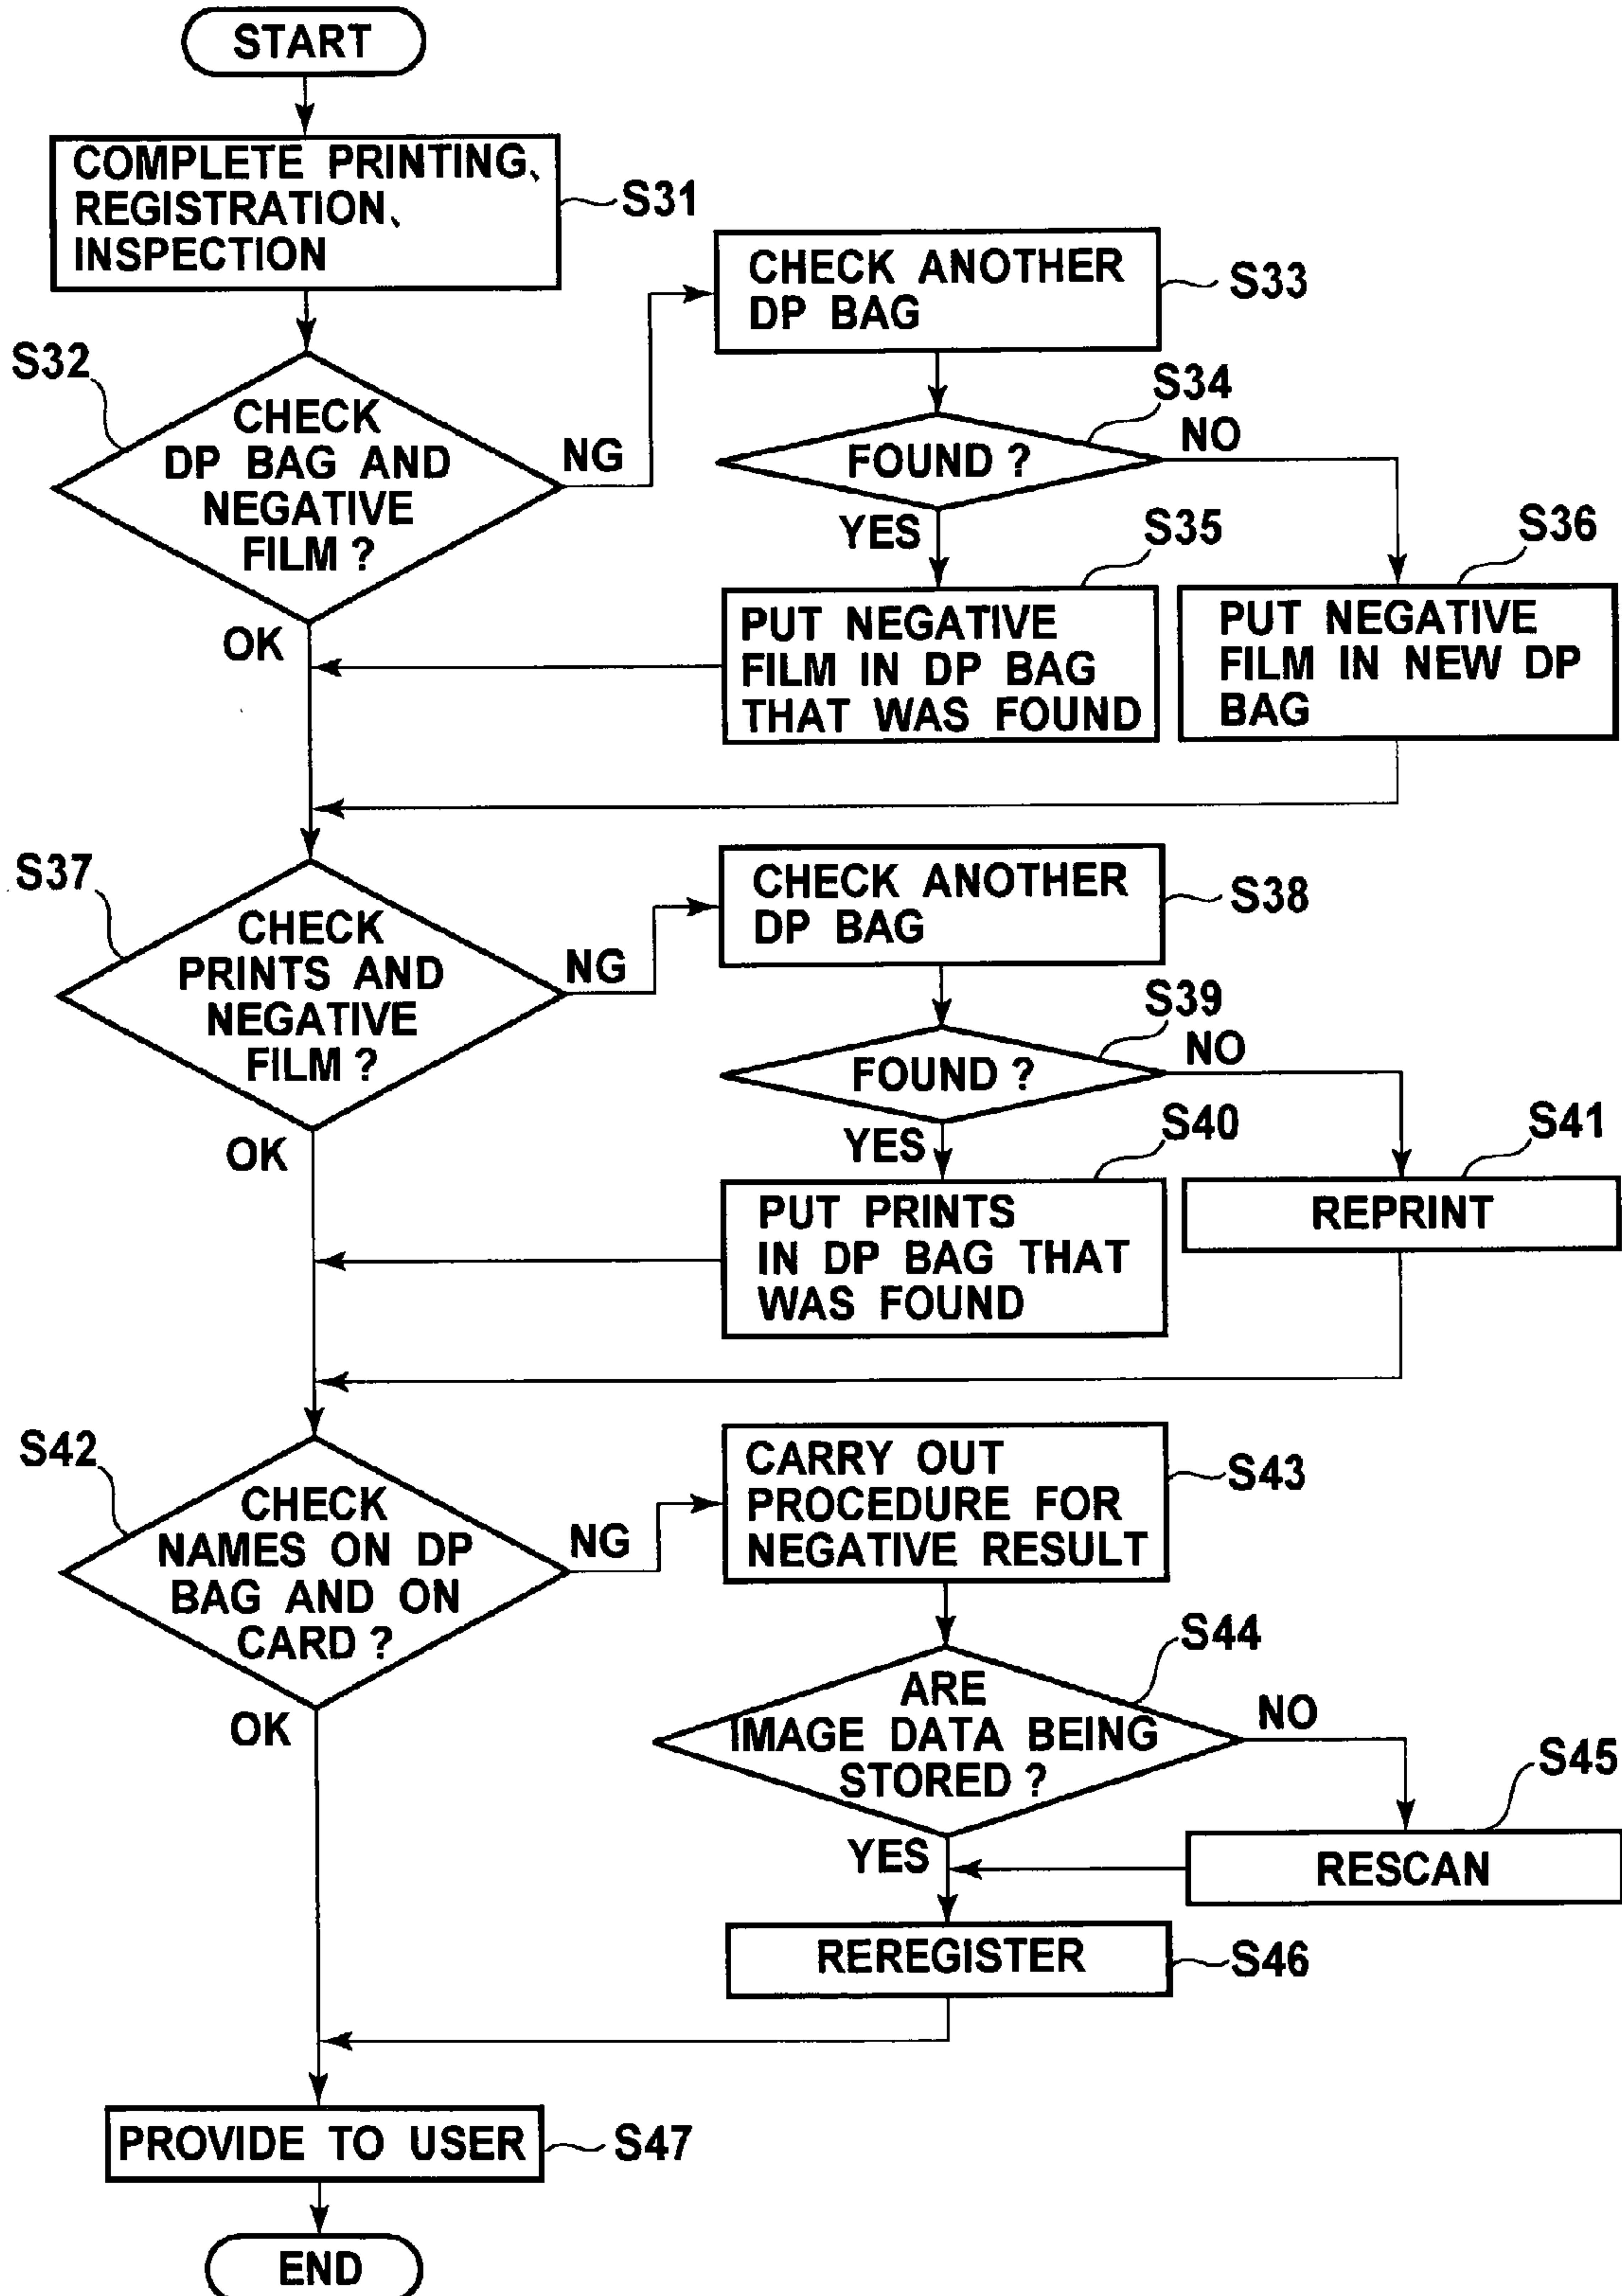 START
COMPLETE PRINTING、
REGISTRATION、
INSPECTION
S31
S32
CHECK
DP BAG AND
NEGATIVE
FILM ?
NG
OK
CHECK ANOTHER
DP BAG
S33
S34
FOUND ?
NO
YES
S35
PUT NEGATIVE
FILM IN DP BAG
THAT WAS FOUND
S36
PUT NEGATIVE
FILM IN NEW DP
BAG
S37
CHECK
PRINTS AND
NEGATIVE
FILM ?
NG
OK
CHECK ANOTHER
DP BAG
S38
S39
FOUND ?
NO
YES
S40
PUT PRINTS
IN DP BAG THAT
WAS FOUND
S41
REPRINT
S42
CHECK
NAMES ON DP
BAG AND ON
CARD ?
NG
OK
CARRY OUT
PROCEDURE FOR
NEGATIVE RESULT
S43
S44
ARE
IMAGE DATA BEING
STORED ?
NO
YES
S45
RESCAN
REREGISTER
S46
PROVIDE TO USER
S47
END